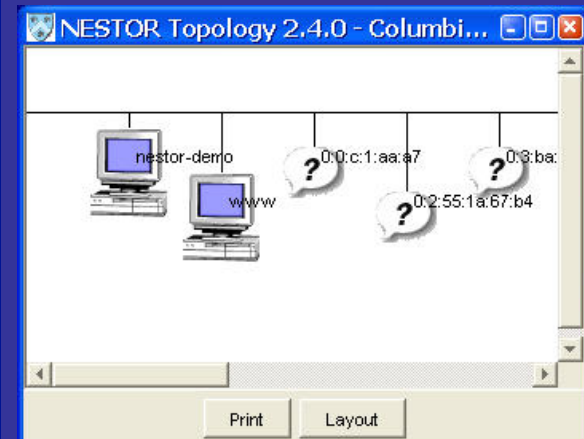 NESTOR Topology 2.4.0 - Columbi...
nestor-demo
0:0:c:1:aa:a7
0:3:ba:
www
0:2:55:1a:67:b4
?
?
?
Print
Layout